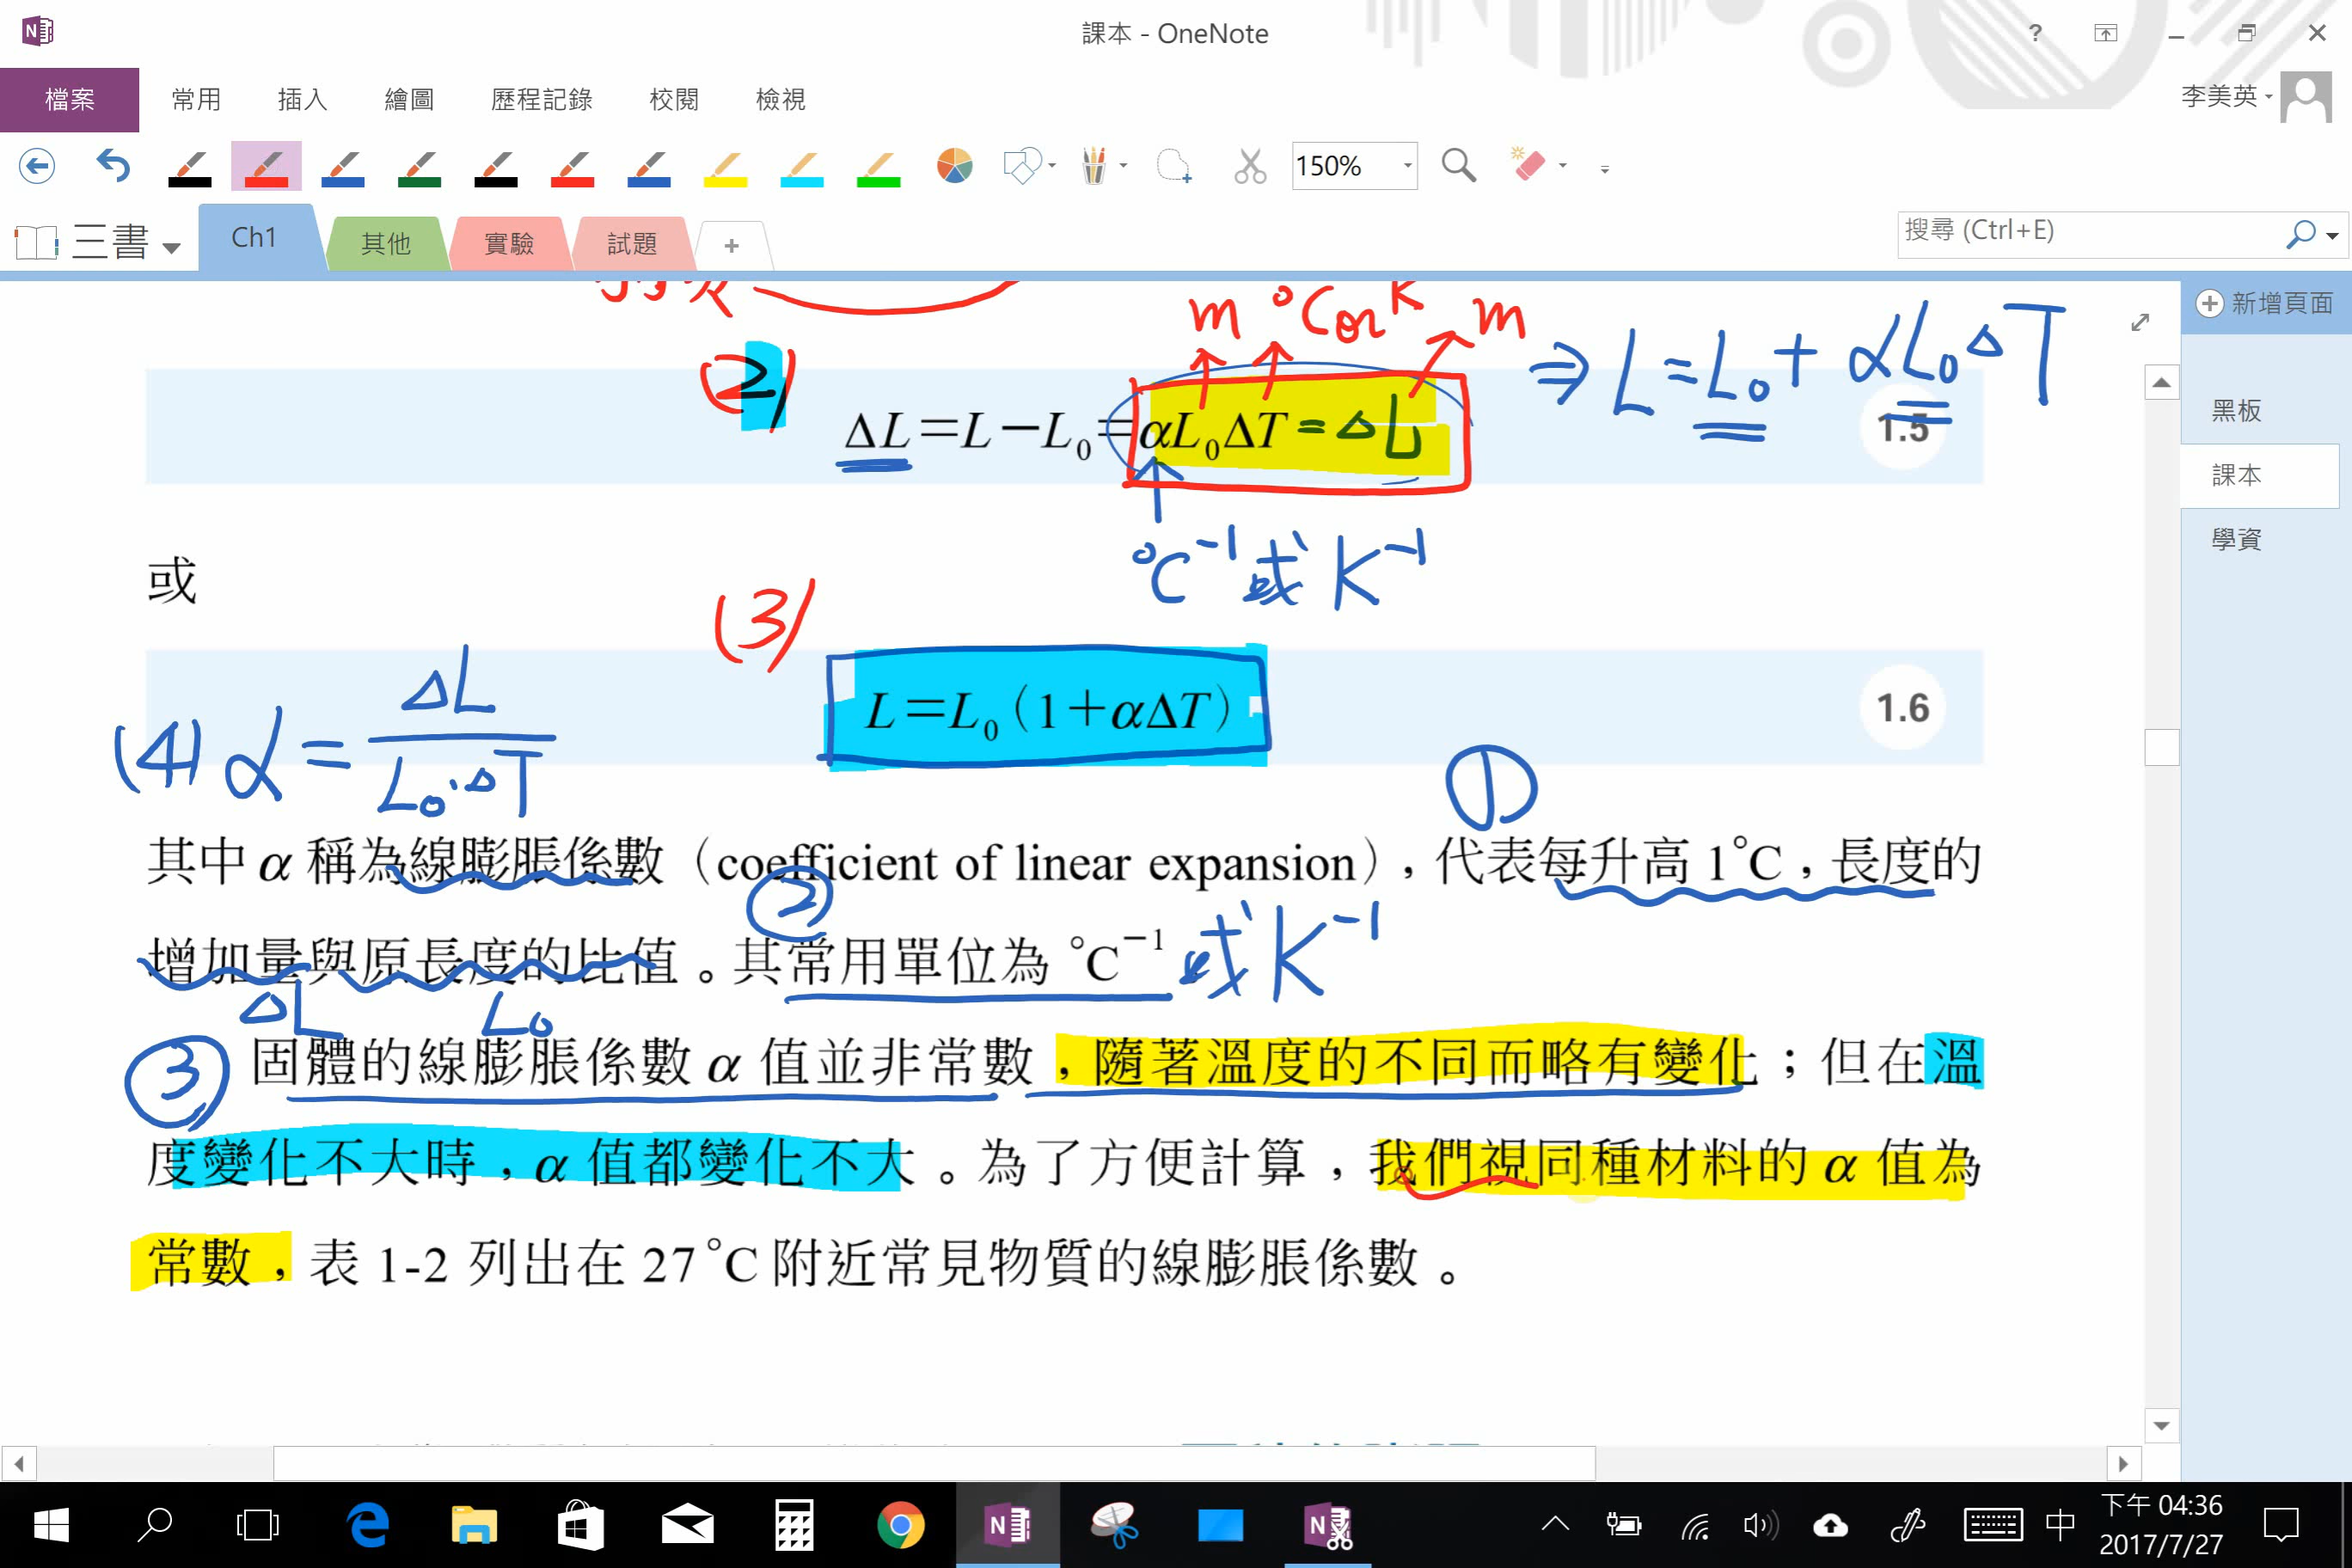 課本 - OneNote
?
李美英
檔案 常用 插入 繪圖 歷程記錄 校閱 檢視
150%
三書 Ch1 其他 實驗 試題 +
搜尋 (Ctrl+E)
新增頁面
黑板
課本
學資
m °C or K m
(2)
ΔL=L-L₀=αL₀ΔT=ΔL
⇒ L=L₀+αL₀ΔT
1.5
°C⁻¹或K⁻¹
或
(3)
L=L₀(1+αΔT)
1.6
(4) α=ΔL/(L₀·ΔT)
①
其中 α 稱為線膨脹係數(coefficient of linear expansion),代表每升高 1°C,長度的
②
增加量與原長度的比值。其常用單位為 °C⁻¹ 或K⁻¹
ΔL L₀
③ 固體的線膨脹係數 α 值並非常數,隨著溫度的不同而略有變化;但在溫
度變化不大時,α 值都變化不大。為了方便計算,我們視同種材料的 α 值為
常數,表 1-2 列出在 27°C 附近常見物質的線膨脹係數。
中
下午 04:36
2017/7/27